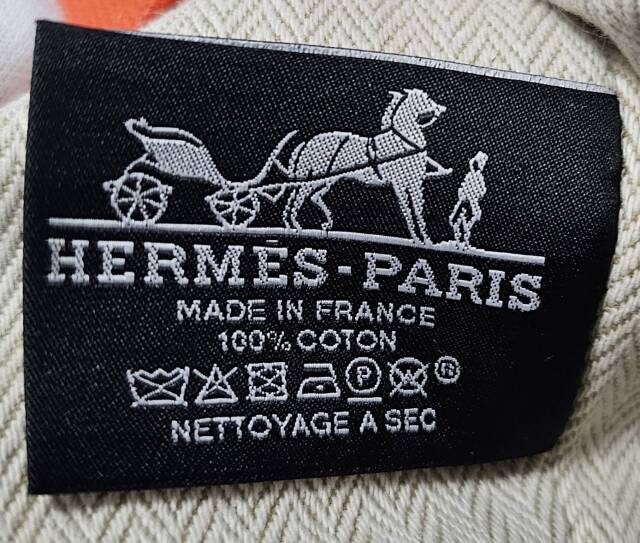 HERMÈS-PARIS
MADE IN FRANCE
100% COTON
P ®
NETTOYAGE A SEC